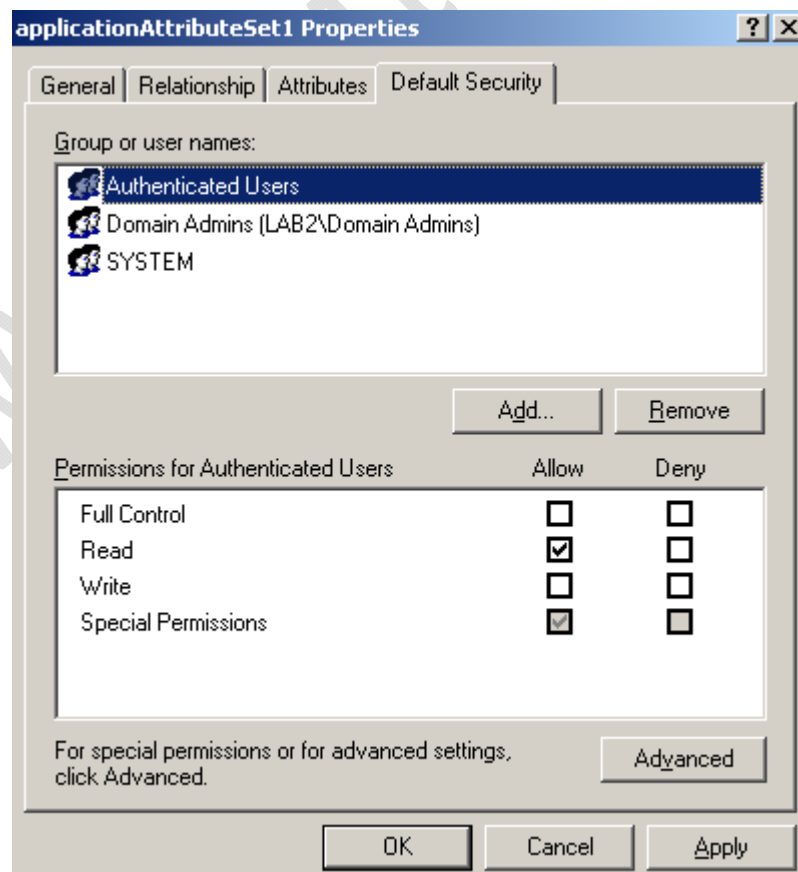 applicationAttributeSet1 Properties ? X
General Relationship Attributes Default Security
Group or user names:
Authenticated Users
Domain Admins (LAB2\Domain Admins)
SYSTEM
Add... Remove
Permissions for Authenticated Users Allow Deny
Full Control
Read
Write
Special Permissions
For special permissions or for advanced settings,
click Advanced.
Advanced
OK Cancel Apply